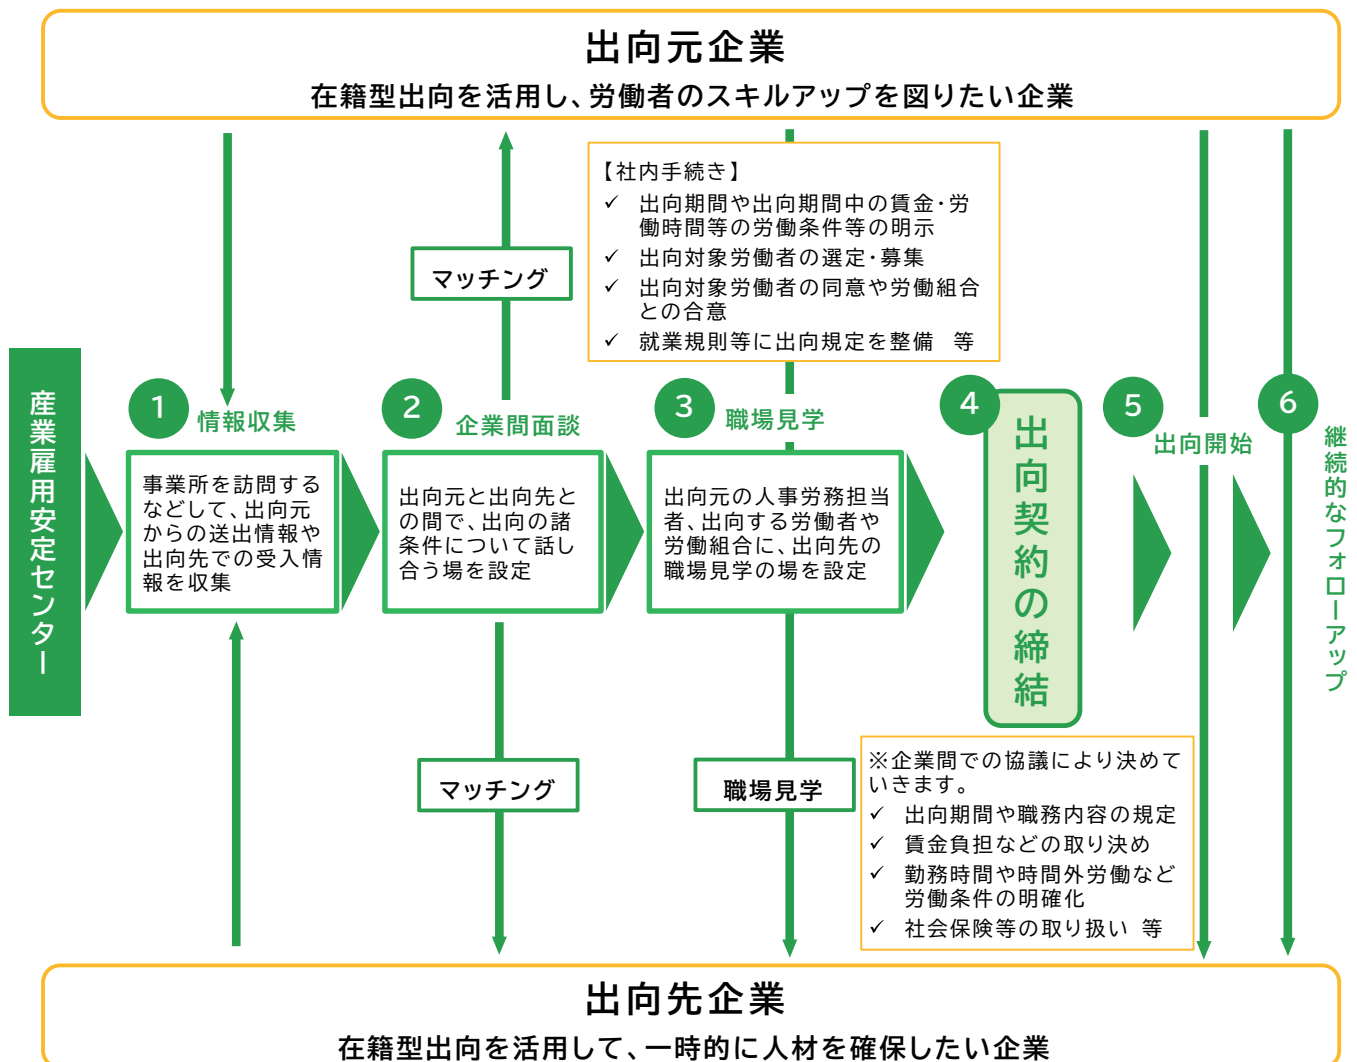 出向元企業
在籍型出向を活用し、労働者のスキルアップを図りたい企業
【社内手続き】
✓ 出向期間や出向期間中の賃金・労
働時間等の労働条件等の明示
✓ 出向対象労働者の選定・募集
✓ 出向対象労働者の同意や労働組合
との合意
✓ 就業規則等に出向規定を整備 等
マッチング
産業雇用安定センター
1 情報収集
事業所を訪問する
などして、出向元
からの送出情報や
出向先での受入情
報を収集
2 企業間面談
出向元と出向先と
の間で、出向の諸
条件について話し
合う場を設定
3 職場見学
出向元の人事労務担当
者、出向する労働者や
労働組合に、出向先の
職場見学の場を設定
4 出向契約の締結
5 出向開始
6 継続的なフォローアップ
マッチング
職場見学
※企業間での協議により決めて
いきます。
✓ 出向期間や職務内容の規定
✓ 賃金負担などの取り決め
✓ 勤務時間や時間外労働など
労働条件の明確化
✓ 社会保険等の取り扱い 等
出向先企業
在籍型出向を活用して、一時的に人材を確保したい企業